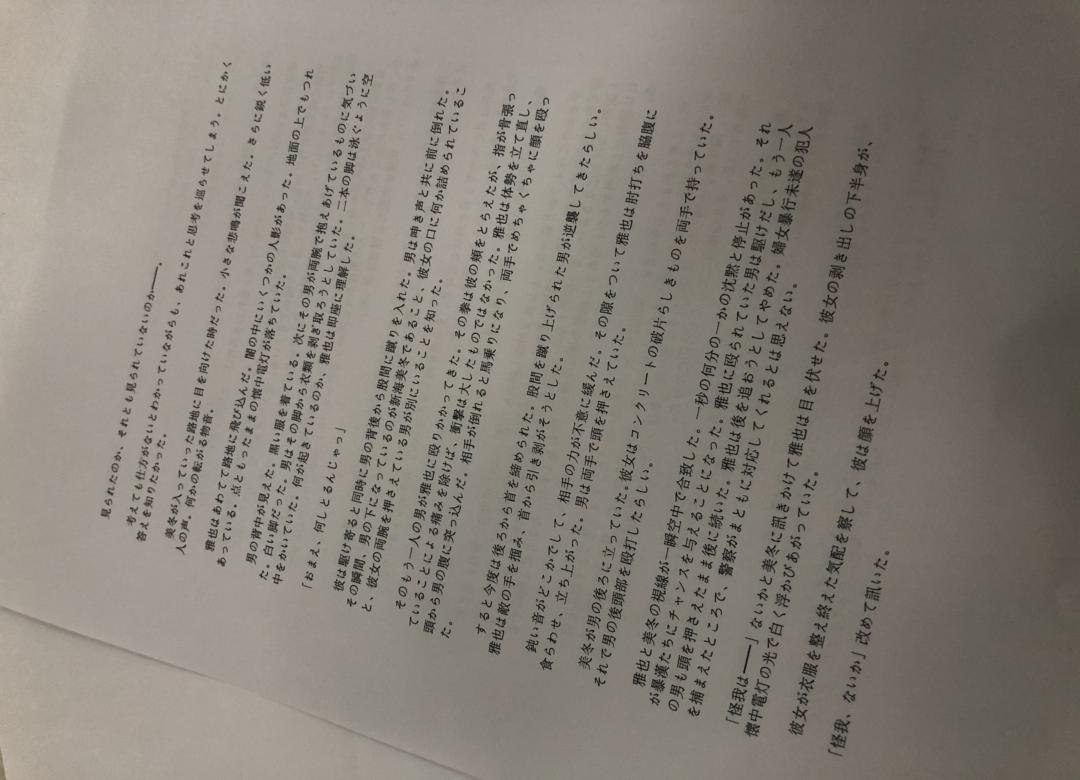 見られたのか、それとも見られていないのか――。
考えても仕方がないとわかっていながらも、あれこれと思考を巡らせてしまう。とにかく
答えを知りたかった。
美冬が入っていった路地に目を向けた時だった。小さな悲鳴が聞こえた。さらに鋭く低い
人の声。何かの転がる物音。
雅也はあわてて路地に飛び込んだ。闇の中にいくつかの人影があった。地面の上でもつれ
あっている。点ともったままの懐中電灯が落ちていた。
男の背中が見えた。黒い服を着ている。次にその男が両腕で抱えあげているものに気づい
た。白い脚だった。男はその脚から衣類を剥ぎ取ろうとしていた。二本の脚は泳ぐように空
中をかいていた。何が起きているのか、雅也は即座に理解した。
「おまえ、何しとるんじゃっ」
彼は駆け寄ると同時に男の背後から股間に蹴りを入れた。男は呻き声と共に前に倒れた。
その瞬間、男の下になっているのが新海美冬であること、彼女の口に何か詰められているこ
と、彼女の両腕を押さえている男が別にいることを知った。
そのもう一人の男が雅也に殴りかかってきた。その拳は彼の頬をとらえたが、指が骨張っ
ていることによる痛みを除けば、衝撃は大したものではなかった。雅也は体勢を立て直し、
頭から男の腹に突っ込んだ。相手が倒れると馬乗りになり、両手でめちゃくちゃに顔を殴っ
た。
すると今度は後ろから首を締められた。股間を蹴り上げられた男が逆襲してきたらしい。
雅也は敵の手を掴み、首から引き剥がそうとした。
鈍い音がどこかでして、相手の力が不意に緩んだ。その隙をついて雅也は肘打ちを脇腹に
食らわせ、立ち上がった。男は両手で頭を押さえていた。
美冬が男の後ろに立っていた。彼女はコンクリートの破片らしきものを両手で持っていた。
それで男の後頭部を殴打したらしい。
雅也と美冬の視線が一瞬空中で合致した。一秒の何分の一かの沈黙と停止があった。それ
が暴漢たちにチャンスを与えることになった。雅也に殴られていた男は駆けだし、もう一人
の男も頭を押さえたまま後に続いた。雅也は後を追おうとしてやめた。婦女暴行未遂の犯人
を捕まえたところで、警察がまともに対応してくれるとは思えない。
「怪我は――」ないかと美冬に訊きかけて雅也は目を伏せた。彼女の剥き出しの下半身が、
懐中電灯の光で白く浮かびあがっていた。
彼女が衣服を整え終えた気配を察して、彼は顔を上げた。
「怪我、ないか」改めて訊いた。